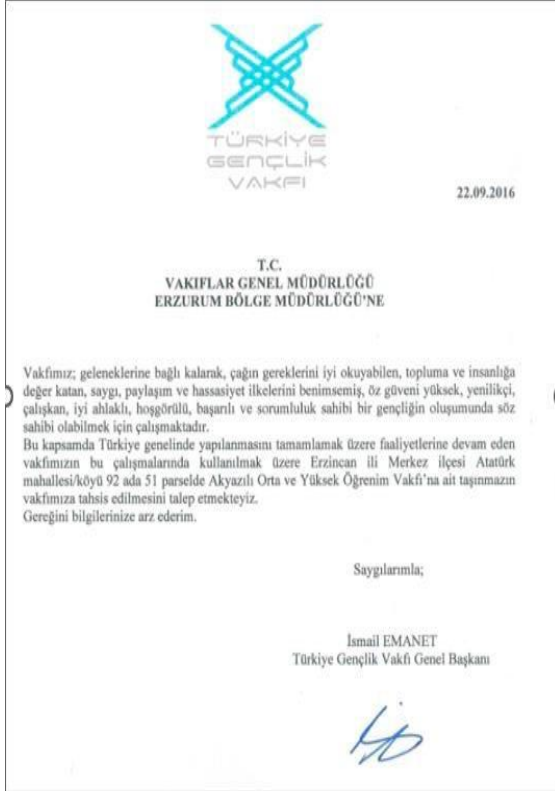 TÜRKİYE
GENÇLİK
VAKFI
22.09.2016
T.C.
VAKIFLAR GENEL MÜDÜRLÜĞÜ
ERZURUM BÖLGE MÜDÜRLÜĞÜ'NE
Vakfımız; geleneklerine bağlı kalarak, çağın gereklerini iyi okuyabilen, topluma ve insanlığa
değer katan, saygı, paylaşım ve hassasiyet ilkelerini benimsemiş, öz güveni yüksek, yenilikçi,
çalışkan, iyi ahlaklı, hoşgörülü, başarılı ve sorumluluk sahibi bir gençliğin oluşumunda söz
sahibi olabilmek için çalışmaktadır.
Bu kapsamda Türkiye genelinde yapılanmasını tamamlamak üzere faaliyetlerine devam eden
vakfımızın bu çalışmalarında kullanılmak üzere Erzincan ili Merkez ilçesi Atatürk
mahallesi/köyü 92 ada 51 parselde Akyazılı Orta ve Yüksek Öğrenim Vakfı'na ait taşınmazın
vakfımıza tahsis edilmesini talep etmekteyiz.
Gereğini bilgilerinize arz ederim.
Saygılarımla;
İsmail EMANET
Türkiye Gençlik Vakfı Genel Başkanı